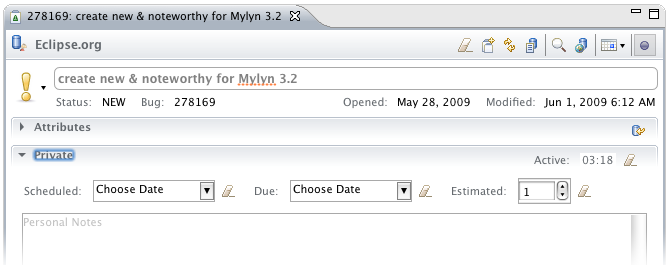 278169: create new & noteworthy for Mylyn 3.2
Eclipse.org
create new & noteworthy for Mylyn 3.2
Status: NEW Bug: 278169 Opened: May 28, 2009 Modified: Jun 1, 2009 6:12 AM
Attributes
Private Active: 03:18
Scheduled: Choose Date Due: Choose Date Estimated: 1
Personal Notes